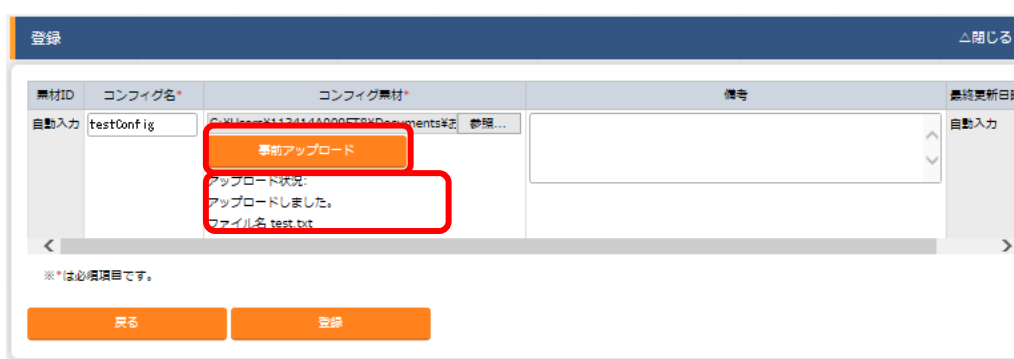 登録 △閉じる
素材ID コンフィグ名* コンフィグ素材* 備考 最終更新日
自動入力 testConfig 参照... 自動入力
事前アップロード
アップロード状況:
アップロードしました。
ファイル名 test.txt
※*は必須項目です。
戻る 登録